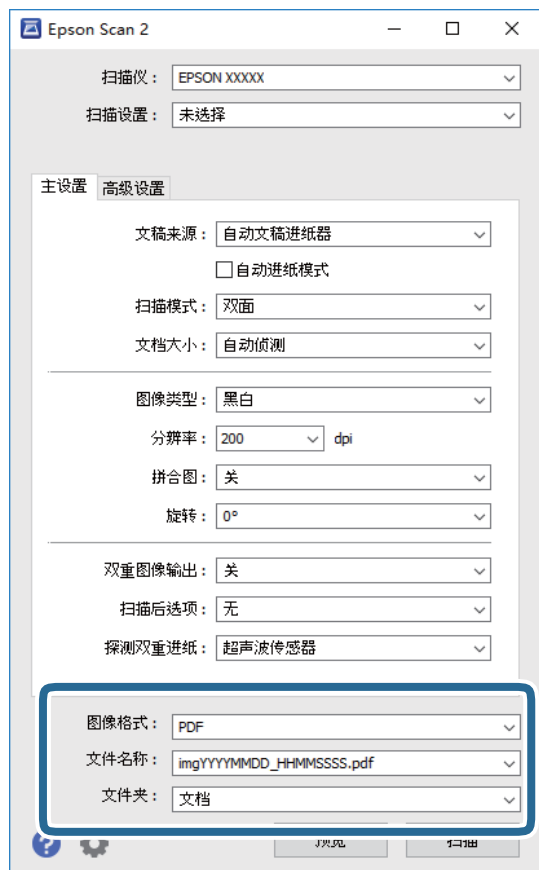 Epson Scan 2
扫描仪： EPSON XXXXX
扫描设置： 未选择
主设置 高级设置
文稿来源： 自动文稿进纸器
自动进纸模式
扫描模式： 双面
文档大小： 自动侦测
图像类型： 黑白
分辨率： 200 dpi
拼合图： 关
旋转： 0°
双重图像输出： 关
扫描后选项： 无
探测双重进纸： 超声波传感器
图像格式： PDF
文件名称： imgYYYYMMDD_HHMMSSSS.pdf
文件夹： 文档
? 预览 扫描